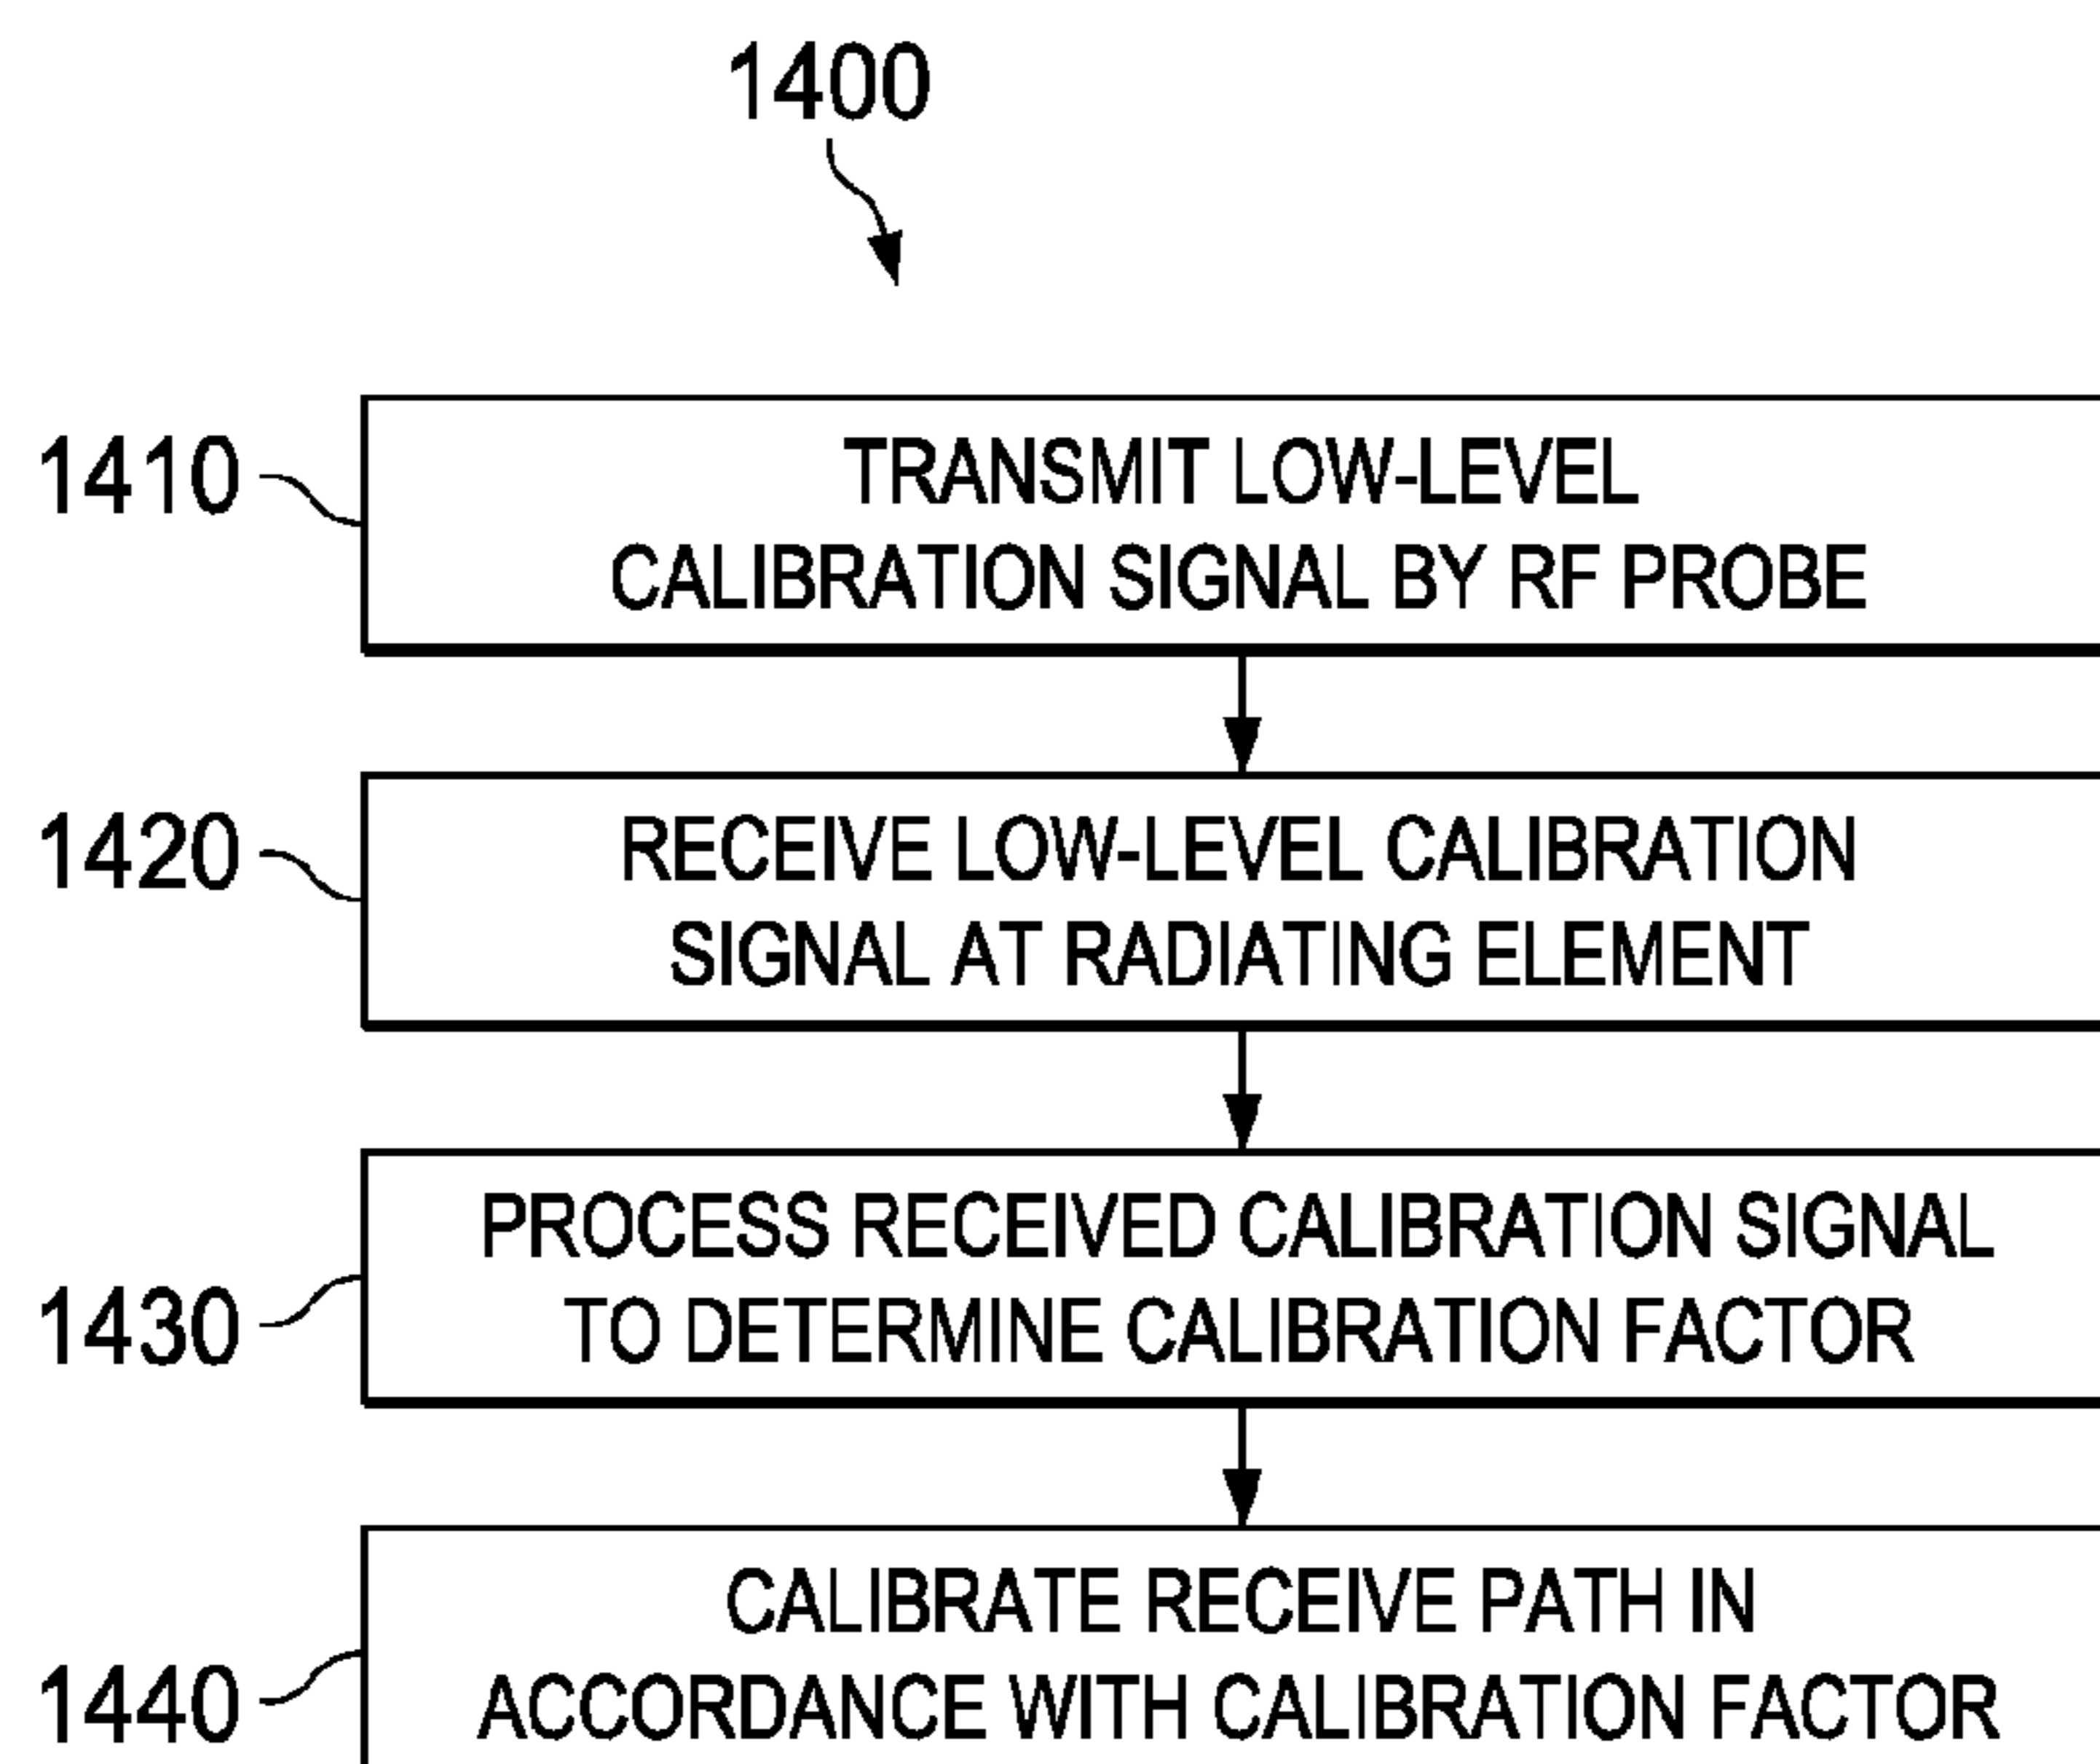 1400
1410
TRANSMIT LOW-LEVEL
CALIBRATION SIGNAL BY RF PROBE
1420
RECEIVE LOW-LEVEL CALIBRATION
SIGNAL AT RADIATING ELEMENT
1430
PROCESS RECEIVED CALIBRATION SIGNAL
TO DETERMINE CALIBRATION FACTOR
1440
CALIBRATE RECEIVE PATH IN
ACCORDANCE WITH CALIBRATION FACTOR